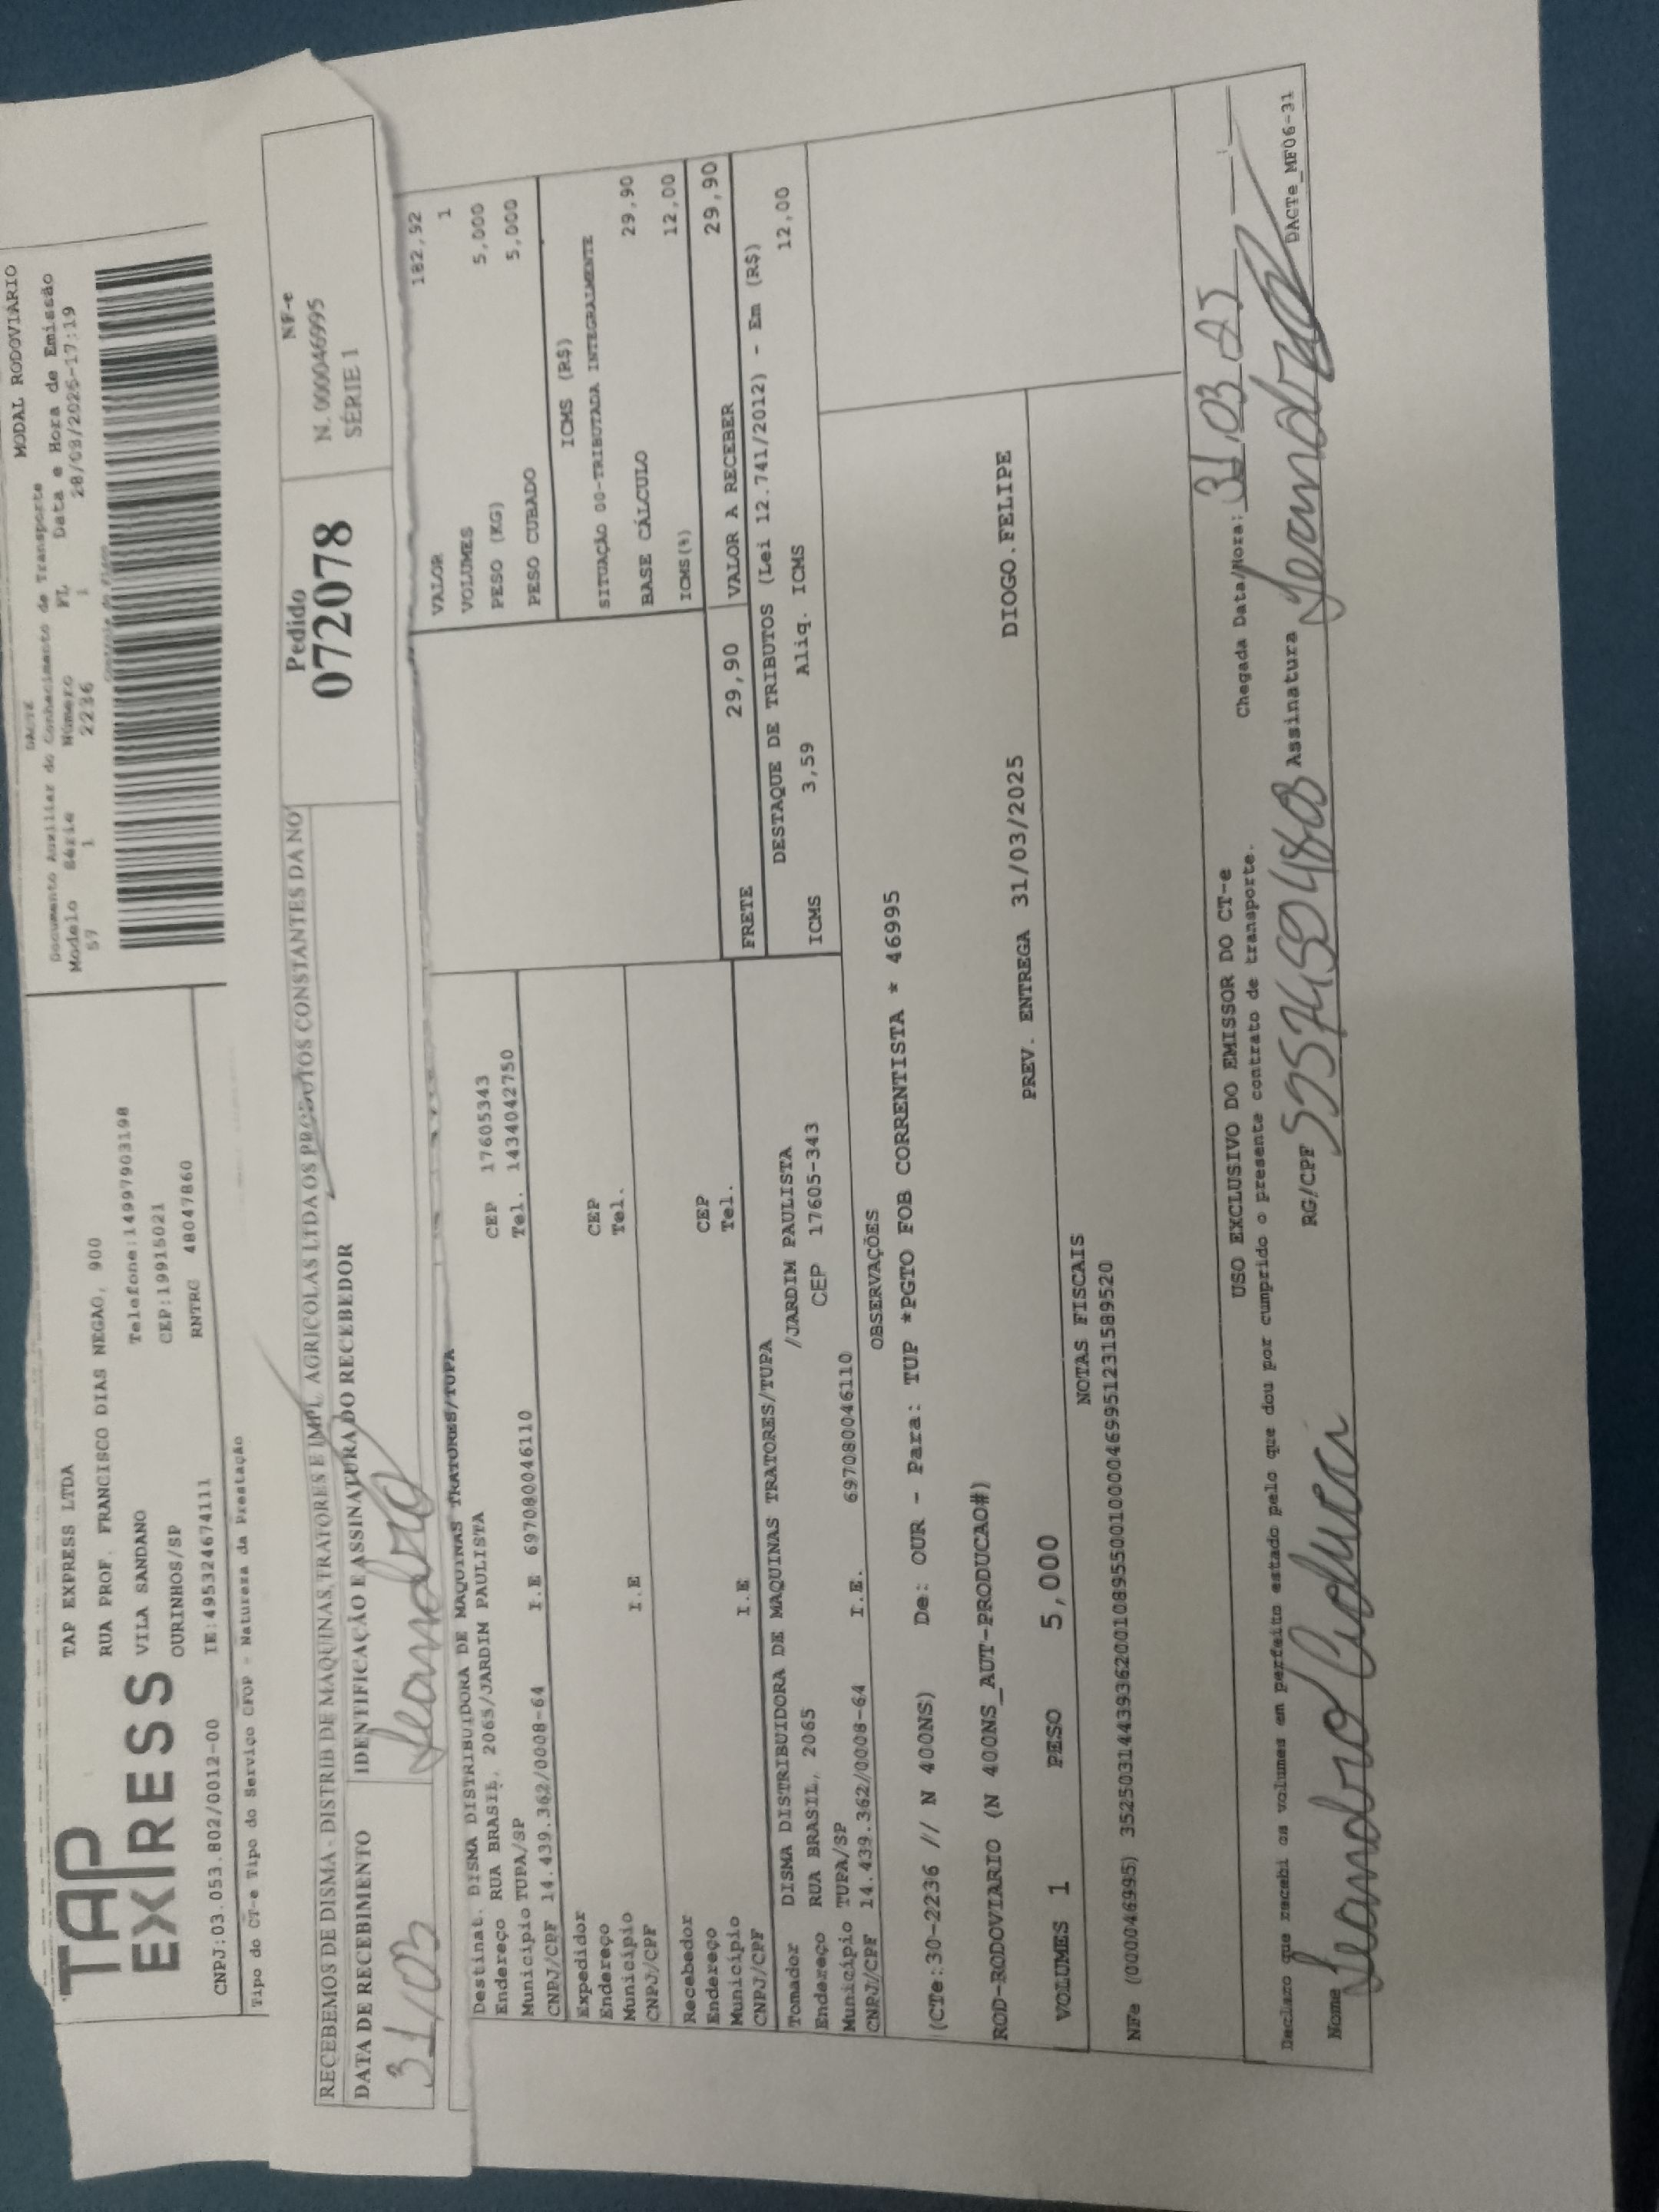 TAP EXPRESS
TAP EXPRESS LTDA
RUA PROF. FRANCISCO DIAS NEGAO, 900
VILA SANDANO Telefone:14997903198
OURINHOS/SP CEP:19915021
CNPJ:03.053.802/0012-00 IE:495324674111 RNTRC 48047860
Tipo do CT-e Tipo do Serviço CFOP - Natureza da Prestação
DACTE MODAL RODOVIÁRIO
Documento Auxiliar do Conhecimento de Transporte
Modelo Série Número FL Data e Hora de Emissão
57 1 2236 1 28/03/2025-17:19
RECEBEMOS DE DISMA - DISTRIB DE MAQUINAS,TRATORES E IMPL AGRICOLAS LTDA OS PRODUTOS CONSTANTES DA NO
DATA DE RECEBIMENTO IDENTIFICAÇÃO E ASSINATURA DO RECEBEDOR
31/03 Leandro
Pedido
072078
NF-e
N. 000046995
SÉRIE 1
Destinat. DISMA DISTRIBUIDORA DE MAQUINAS TRATORES/TUPA
Endereço RUA BRASIL, 2065/JARDIM PAULISTA CEP 17605343
Município TUPA/SP Tel. 1434042750
CNPJ/CPF 14.439.362/0008-64 I.E 697080046110
Expedidor
Endereço CEP
Município Tel.
CNPJ/CPF I.E
Recebedor
Endereço CEP
Município Tel.
CNPJ/CPF I.E
Tomador DISMA DISTRIBUIDORA DE MAQUINAS TRATORES/TUPA
Endereço RUA BRASIL, 2065 /JARDIM PAULISTA
Município TUPA/SP CEP 17605-343
CNPJ/CPF 14.439.362/0008-64 I.E. 697080046110
VALOR 182,92
VOLUMES 1
PESO (KG) 5,000
PESO CUBADO 5,000
ICMS (R$)
SITUAÇÃO 00-TRIBUTADA INTEGRALMENTE
BASE CÁLCULO 29,90
ICMS(%) 12,00
FRETE 29,90 VALOR A RECEBER 29,90
DESTAQUE DE TRIBUTOS (Lei 12.741/2012) - Em (R$)
ICMS 3,59 Aliq. ICMS 12,00
OBSERVAÇÕES
(CTe:30-2236 // N 400NS) De: OUR - Para: TUP *PGTO FOB CORRENTISTA * 46995
ROD-RODOVIARIO (N 400NS_AUT-PRODUCAO#)
PREV. ENTREGA 31/03/2025 DIOGO.FELIPE
VOLUMES 1 PESO 5,000
NOTAS FISCAIS
NFe (000046995) 35250314439362001089550010000469951231589520
USO EXCLUSIVO DO EMISSOR DO CT-e
Declaro que recebi os volumes em perfeito estado pelo que dou por cumprido o presente contrato de transporte.
Chegada Data/Hora: 31.03.25
Nome Leandro RG/CPF Assinatura Leandro
DACTe_MF06-31